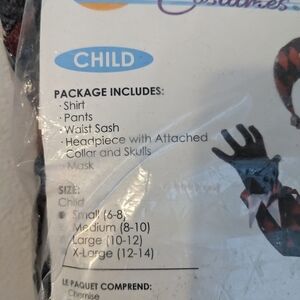 Costumes
CHILD
PACKAGE INCLUDES:
· Shirt
· Pants
· Waist Sash
· Headpiece with Attached
Collar and Skulls
· Mask
SIZE:
Child
Small (6-8)
Medium (8-10)
Large (10-12)
X-Large (12-14)
LE PAQUET COMPREND:
· Chemise